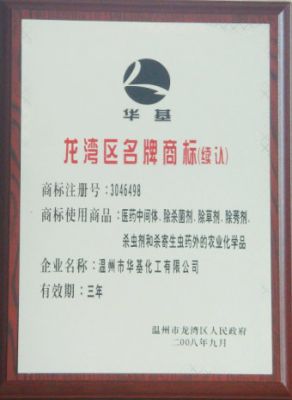 华基
龙湾区名牌商标(续认)
商标注册号：3046498
商标使用商品：医药中间体、除杀菌剂、除草剂、除莠剂、
杀虫剂和杀寄生虫药外的农业化学品
企业名称：温州市华基化工有限公司
有效期：三年
温州市龙湾区人民政府
二00八年九月